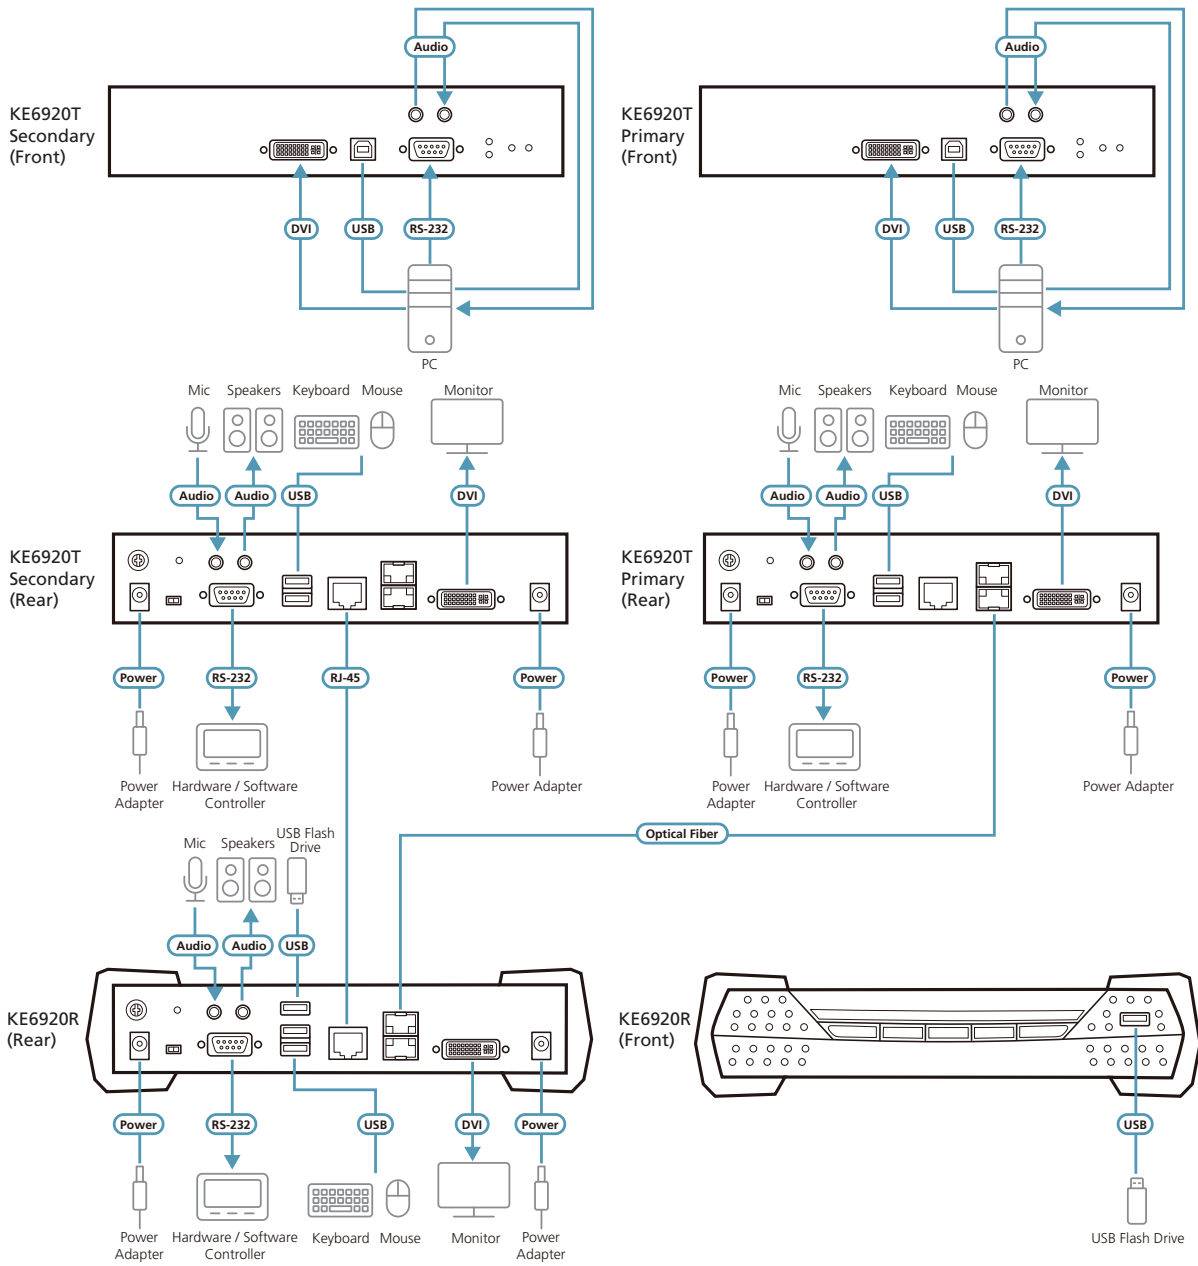 Audio
KE6920T
Secondary
(Front)
DVI
USB
RS-232
PC
Audio
KE6920T
Primary
(Front)
DVI
USB
RS-232
PC
Mic
Speakers
Keyboard
Mouse
Monitor
Audio
Audio
USB
DVI
KE6920T
Secondary
(Rear)
Power
RS-232
RJ-45
Power
Power
Adapter
Hardware / Software
Controller
Power Adapter
Mic
Speakers
Keyboard
Mouse
Monitor
Audio
Audio
USB
DVI
KE6920T
Primary
(Rear)
Power
RS-232
Power
Power
Adapter
Hardware / Software
Controller
Power Adapter
Optical Fiber
Mic
Speakers
USB Flash
Drive
Audio
Audio
USB
KE6920R
(Rear)
Power
RS-232
USB
DVI
Power
Power
Adapter
Hardware / Software
Controller
Keyboard
Mouse
Monitor
Power
Adapter
KE6920R
(Front)
USB
USB Flash Drive